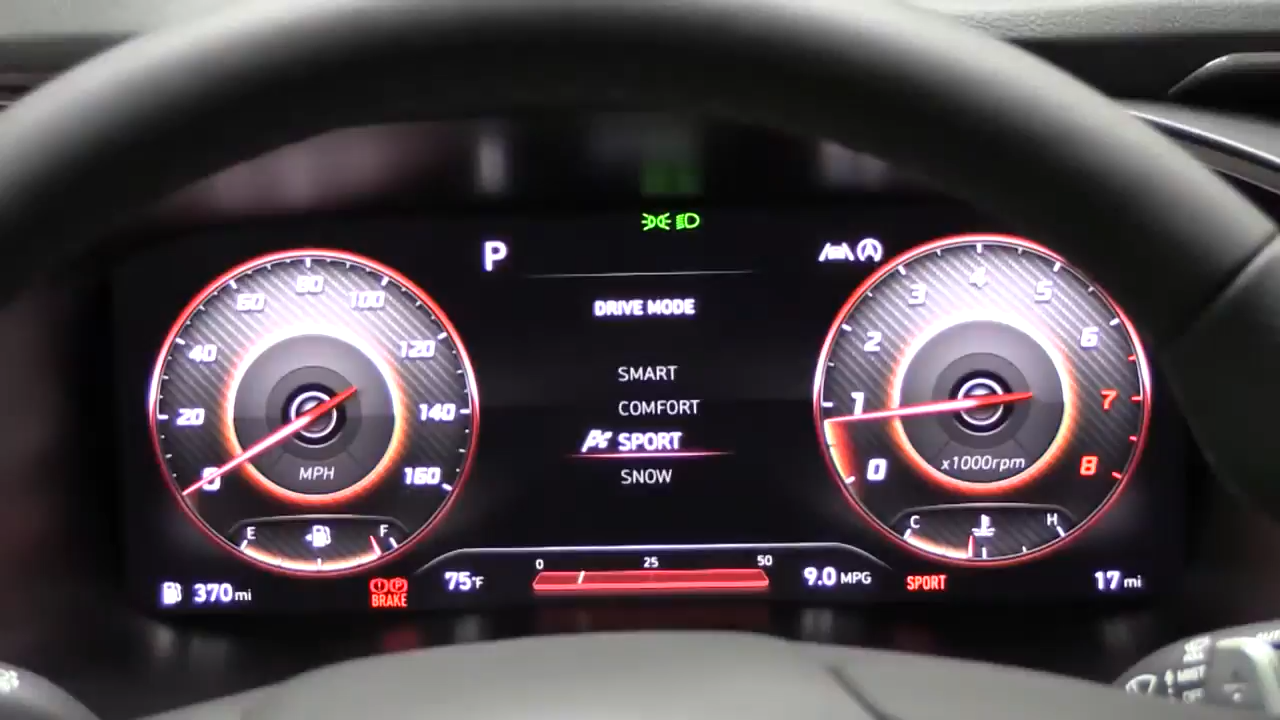 P
DRIVE MODE
SMART
COMFORT
SPORT
SNOW
0
20
40
60
80
100
120
140
160
MPH
E
F
370 mi
BRAKE
75°F
0 25 50
9.0 MPG
0
1
2
3
4
5
6
7
8
x1000rpm
C
H
SPORT
17 mi
A
P
MIST
OFF